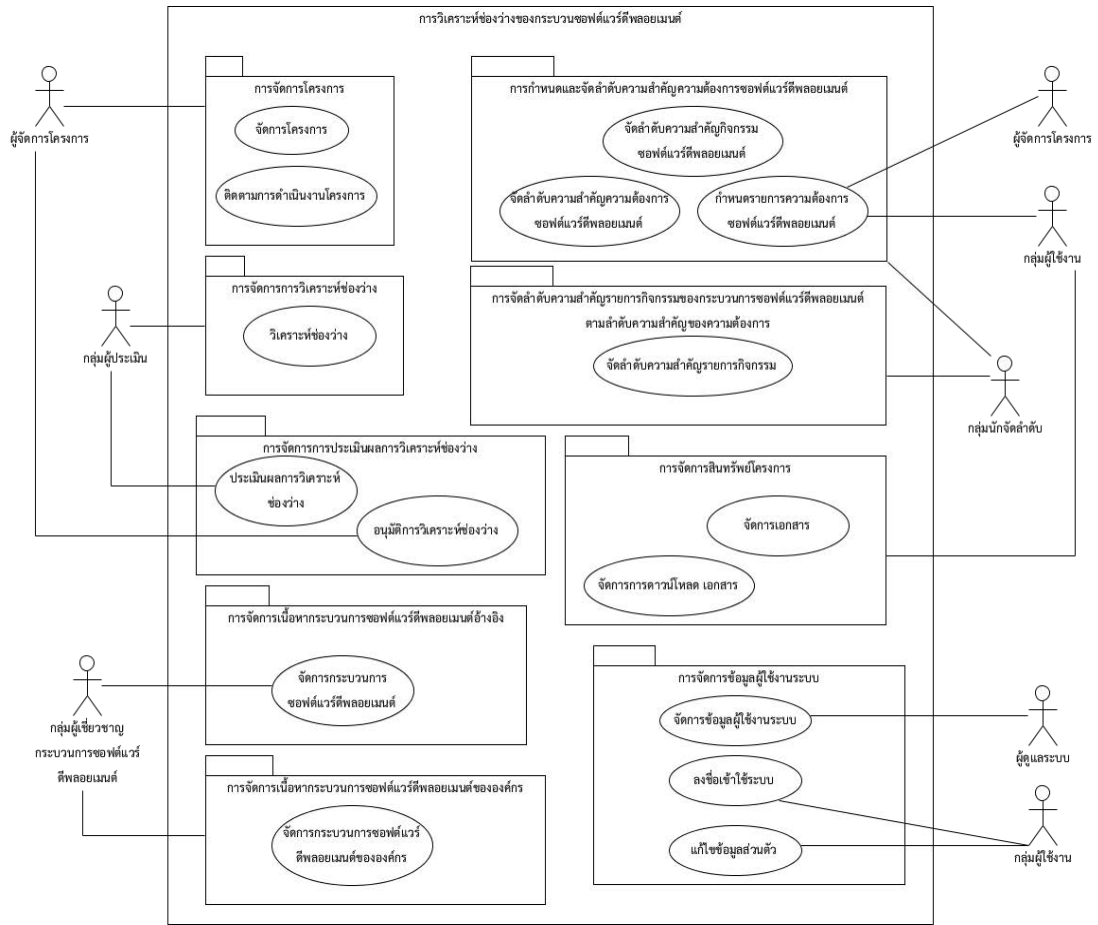 การวิเคราะห์ช่องว่างของกระบวนซอฟต์แวร์ดีพลอยเมนต์
ผู้จัดการโครงการ
การจัดการโครงการ
จัดการโครงการ
ติดตามการดำเนินงานโครงการ
การกำหนดและจัดลำดับความสำคัญความต้องการซอฟต์แวร์ดีพลอยเมนต์
จัดลำดับความสำคัญกิจกรรม
ซอฟต์แวร์ดีพลอยเมนต์
จัดลำดับความสำคัญความต้องการ
ซอฟต์แวร์ดีพลอยเมนต์
กำหนดรายการความต้องการ
ซอฟต์แวร์ดีพลอยเมนต์
ผู้จัดการโครงการ
กลุ่มผู้ใช้งาน
กลุ่มผู้ประเมิน
การจัดการการวิเคราะห์ช่องว่าง
วิเคราะห์ช่องว่าง
การจัดลำดับความสำคัญรายการกิจกรรมของกระบวนการซอฟต์แวร์ดีพลอยเมนต์
ตามลำดับความสำคัญของความต้องการ
จัดลำดับความสำคัญรายการกิจกรรม
กลุ่มนักจัดลำดับ
การจัดการการประเมินผลการวิเคราะห์ช่องว่าง
ประเมินผลการวิเคราะห์
ช่องว่าง
อนุมัติการวิเคราะห์ช่องว่าง
การจัดการสินทรัพย์โครงการ
จัดการเอกสาร
จัดการการดาวน์โหลด เอกสาร
การจัดการเนื้อหากระบวนการซอฟต์แวร์ดีพลอยเมนต์อ้างอิง
จัดการกระบวนการ
ซอฟต์แวร์ดีพลอยเมนต์
กลุ่มผู้เชี่ยวชาญ
กระบวนการซอฟต์แวร์
ดีพลอยเมนต์
การจัดการเนื้อหากระบวนการซอฟต์แวร์ดีพลอยเมนต์ขององค์กร
จัดการกระบวนการซอฟต์แวร์
ดีพลอยเมนต์ขององค์กร
การจัดการข้อมูลผู้ใช้งานระบบ
จัดการข้อมูลผู้ใช้งานระบบ
ลงชื่อเข้าใช้ระบบ
แก้ไขข้อมูลส่วนตัว
ผู้ดูแลระบบ
กลุ่มผู้ใช้งาน